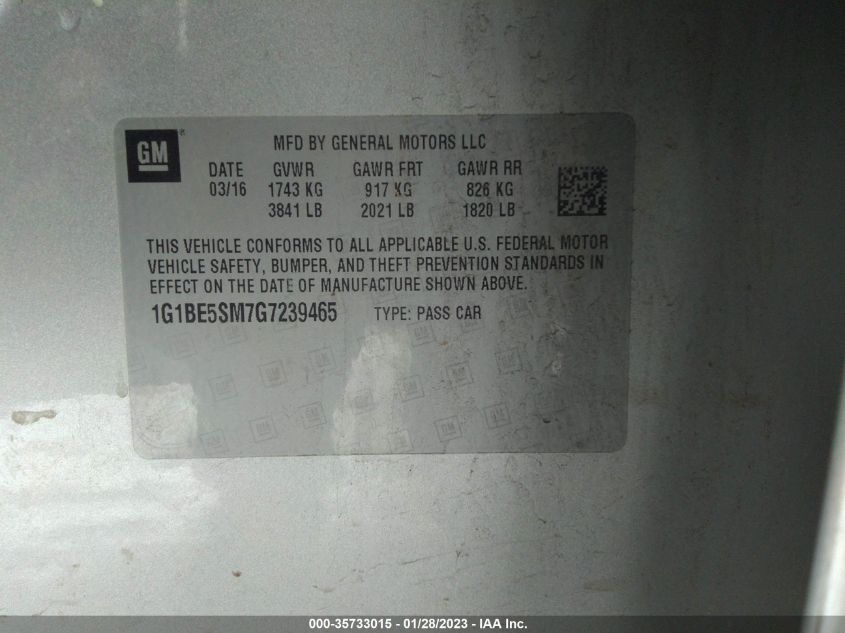 GM ®
MFD BY GENERAL MOTORS LLC
DATE GVWR GAWR FRT GAWR RR
03/16 1743 KG 917 KG 826 KG
3841 LB 2021 LB 1820 LB
THIS VEHICLE CONFORMS TO ALL APPLICABLE U.S. FEDERAL MOTOR
VEHICLE SAFETY, BUMPER, AND THEFT PREVENTION STANDARDS IN
EFFECT ON THE DATE OF MANUFACTURE SHOWN ABOVE.
1G1BE5SM7G7239465 TYPE: PASS CAR
000-35733015 - 01/28/2023 - IAA Inc.